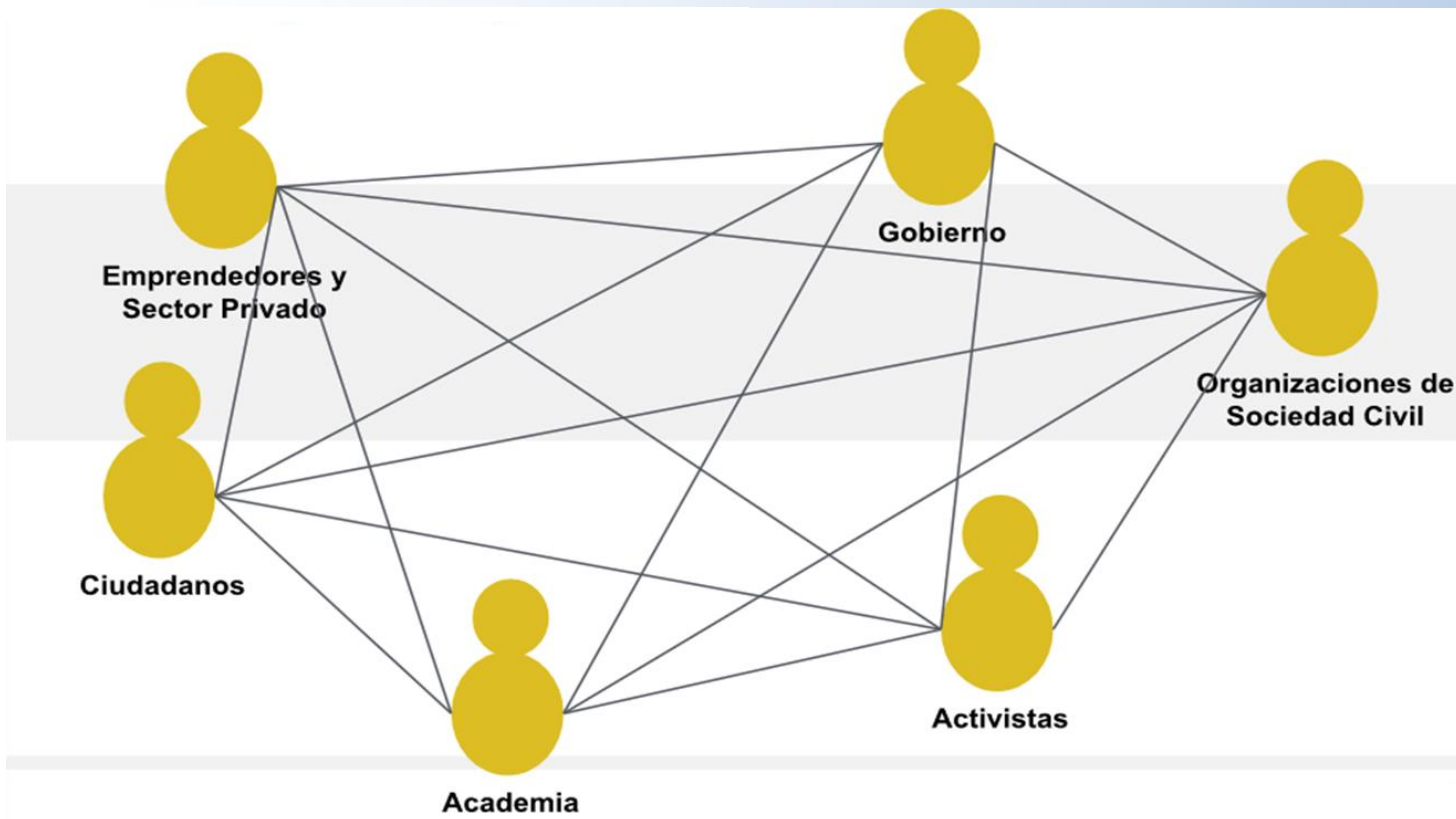 Gobierno
Emprendedores y
Sector Privado
Organizaciones de
Sociedad Civil
Ciudadanos
Activistas
Academia